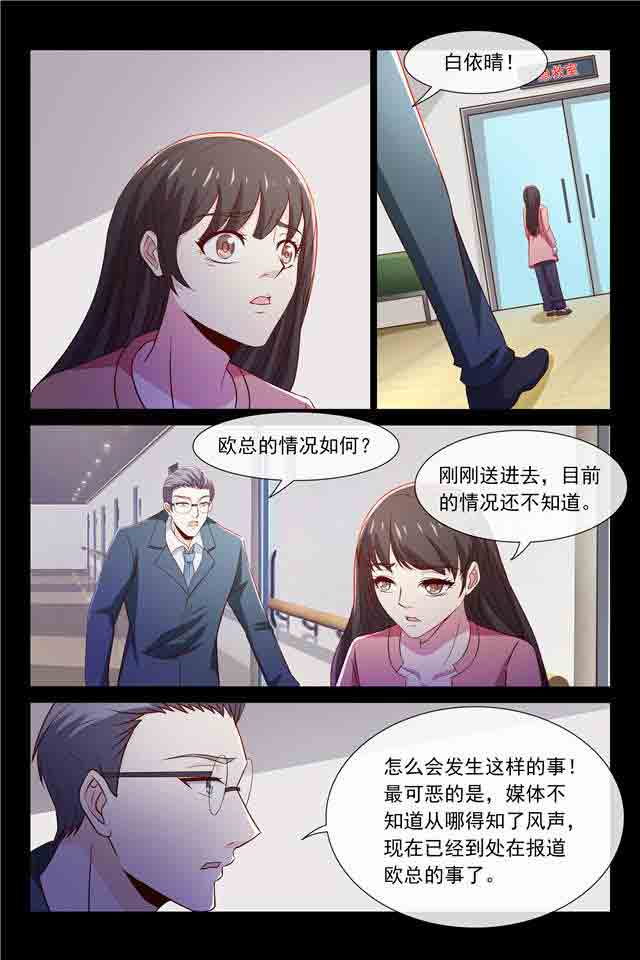 白依晴！
急救室
欧总的情况如何？
刚刚送进去，目前
的情况还不知道。
怎么会发生这样的事！
最可恶的是，媒体不
知道从哪得知了风声，
现在已经到处在报道
欧总的事了。